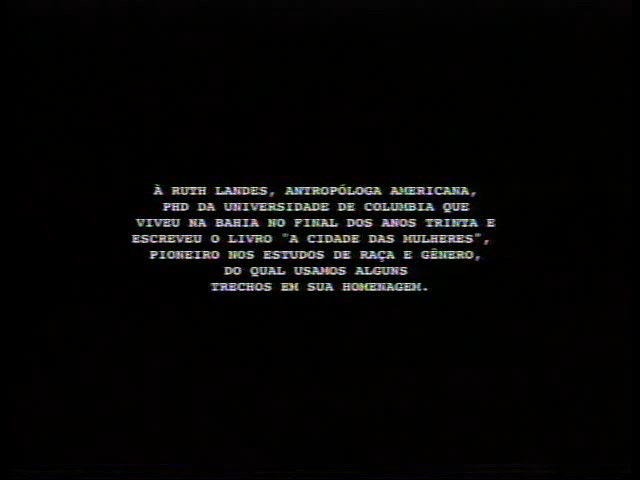 À RUTH LANDES, ANTROPÓLOGA AMERICANA,
PHD DA UNIVERSIDADE DE COLUMBIA QUE
VIVEU NA BAHIA NO FINAL DOS ANOS TRINTA E
ESCREVEU O LIVRO "A CIDADE DAS MULHERES",
PIONEIRO NOS ESTUDOS DE RAÇA E GÊNERO,
DO QUAL USAMOS ALGUNS
TRECHOS EM SUA HOMENAGEM.